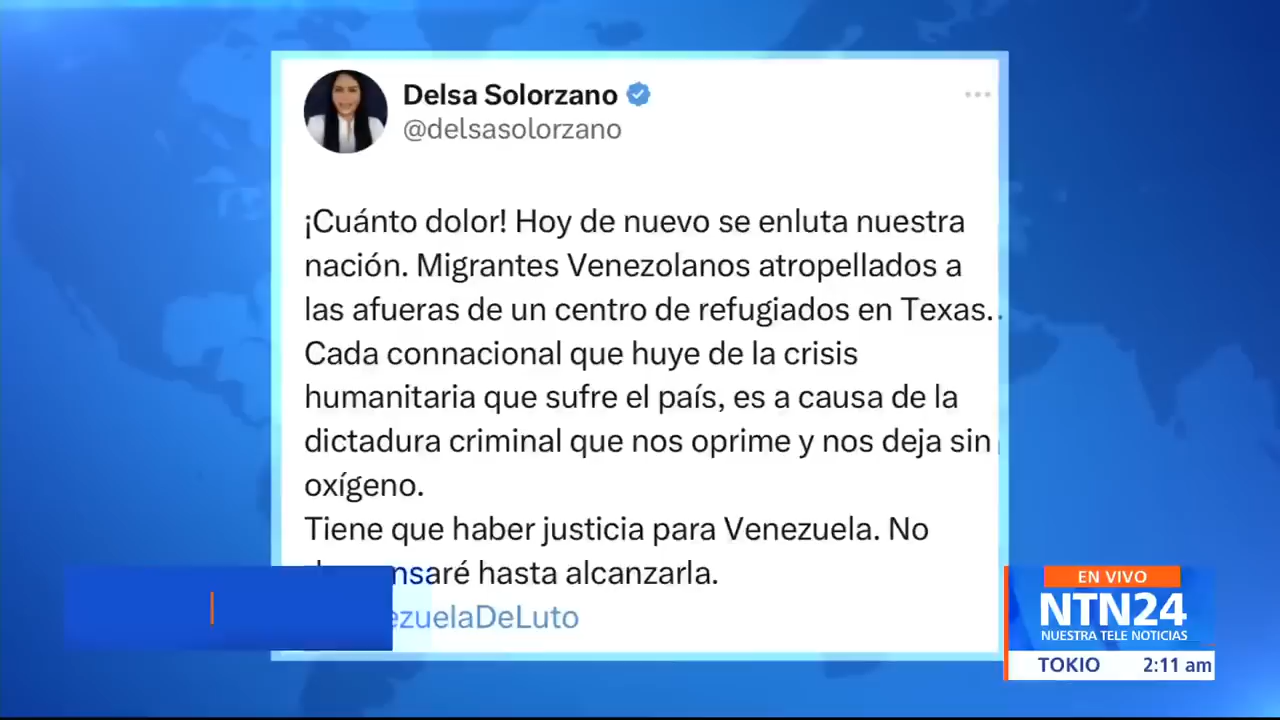 Delsa Solorzano
@delsasolorzano
¡Cuánto dolor! Hoy de nuevo se enluta nuestra
nación. Migrantes Venezolanos atropellados a
las afueras de un centro de refugiados en Texas.
Cada connacional que huye de la crisis
humanitaria que sufre el país, es a causa de la
dictadura criminal que nos oprime y nos deja sin
oxígeno.
Tiene que haber justicia para Venezuela. No
hasta alcanzarla.
EN VIVO
NTN24
NUESTRA TELE NOTICIAS
TOKIO 2:11 am